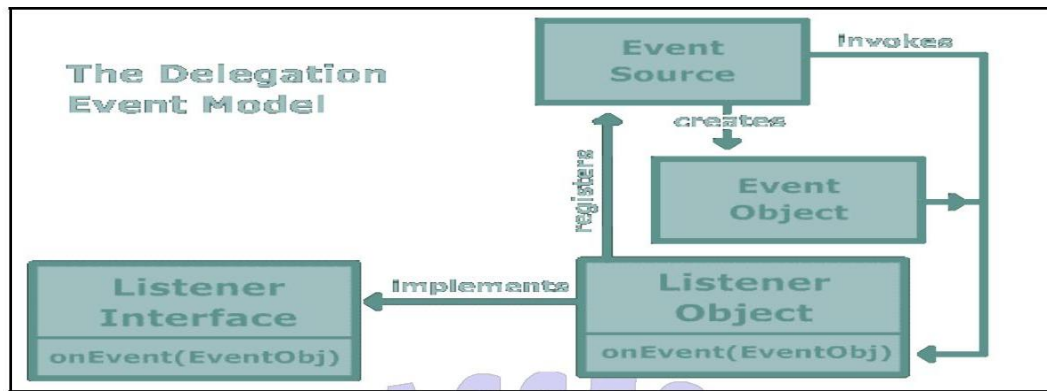 The Delegation
Event Model
Event
Source
Invokes
creates
registers
Event
Object
Listener
Interface
onEvent(EventObj)
implements
Listener
Object
onEvent(EventObj)